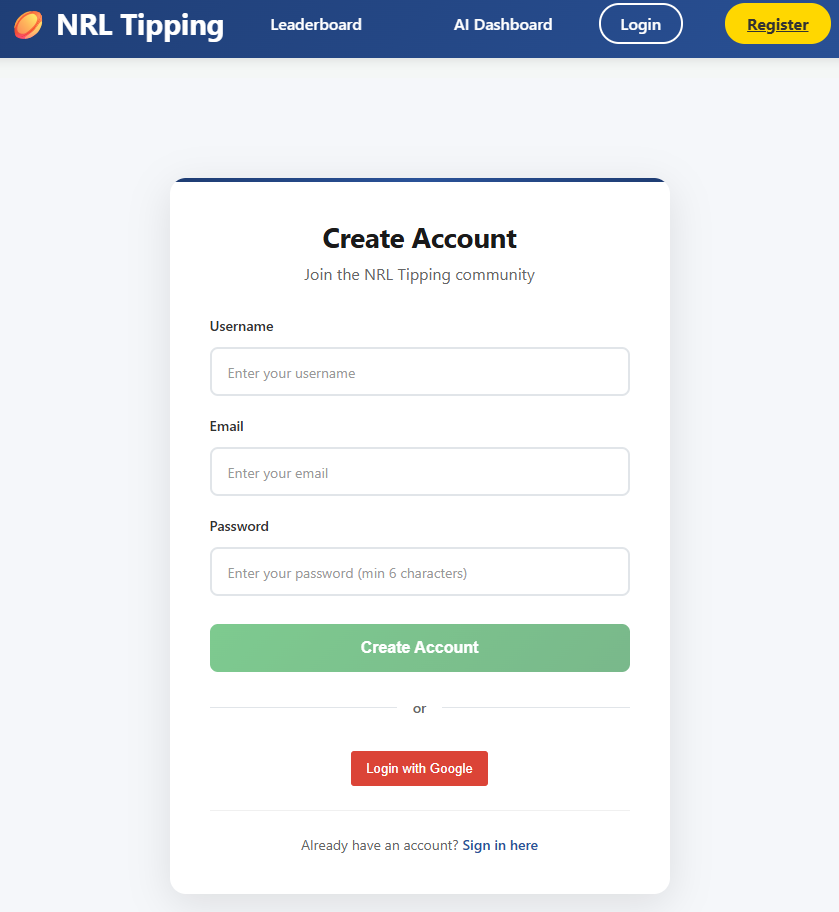 NRL Tipping
Leaderboard
AI Dashboard
Login
Register
Create Account
Join the NRL Tipping community
Username
Enter your username
Email
Enter your email
Password
Enter your password (min 6 characters)
Create Account
or
Login with Google
Already have an account? Sign in here